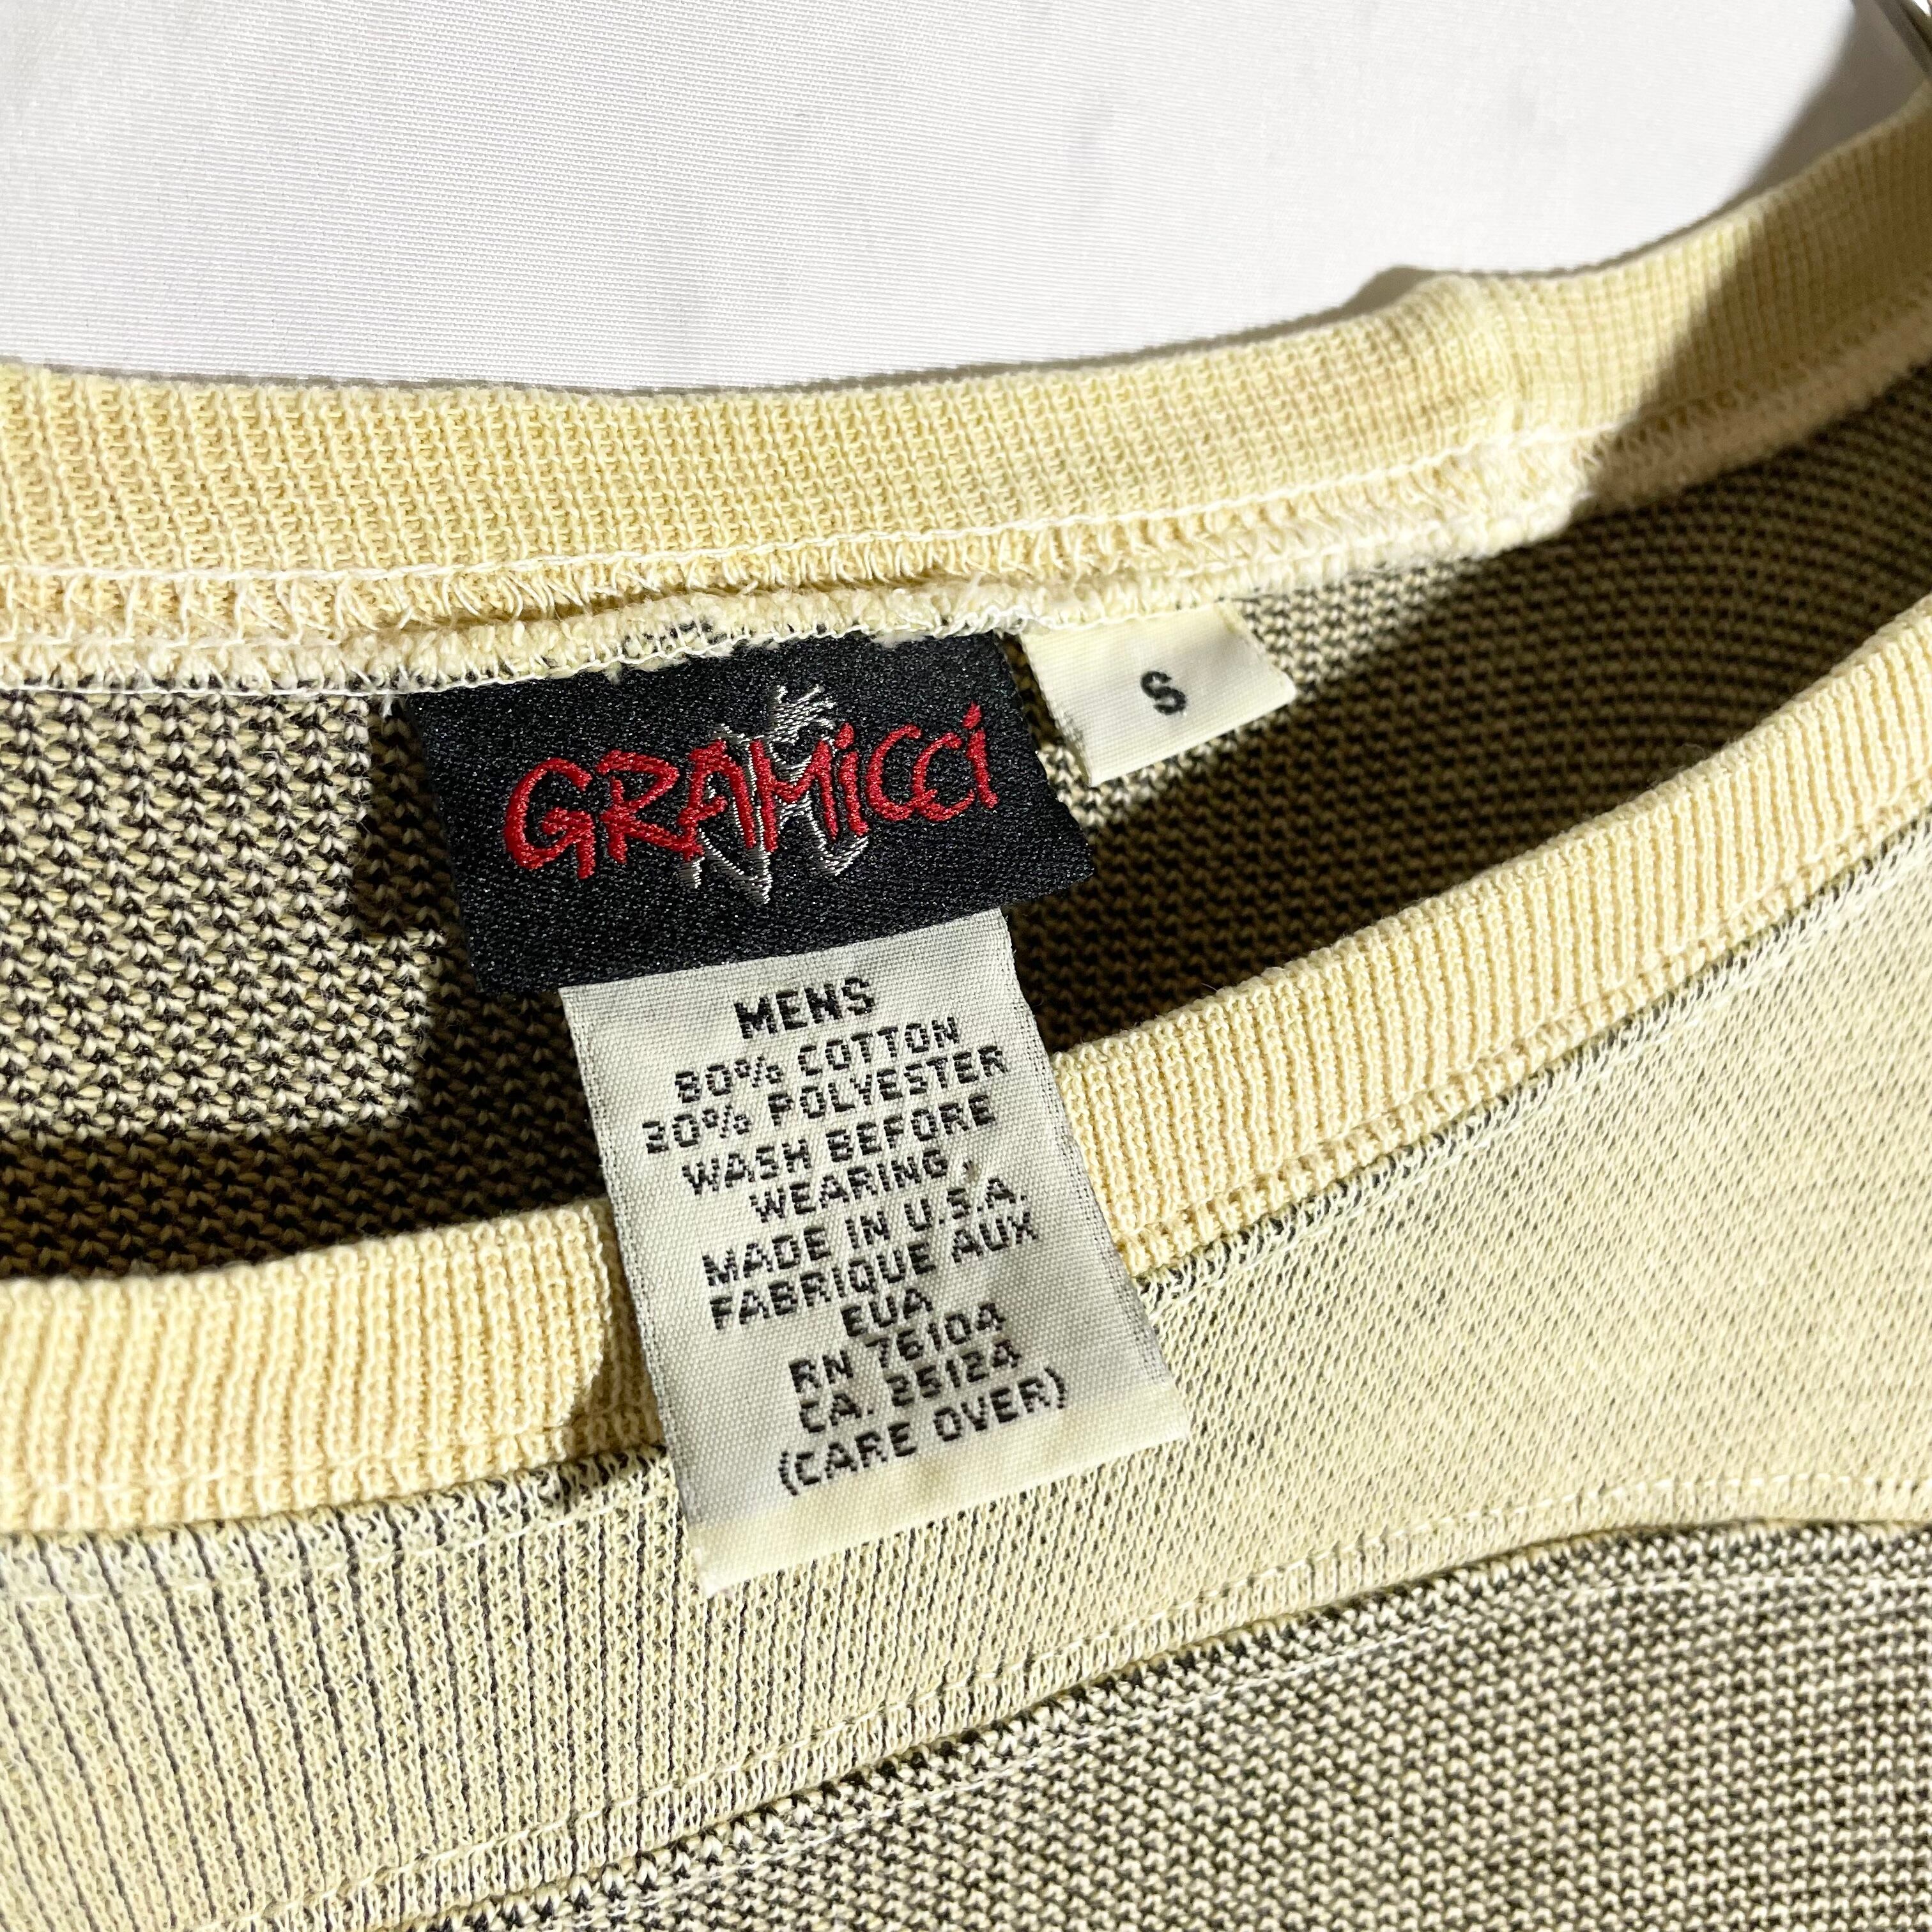 GRAMiCCi
S
MENS
80% COTTON
20% POLYESTER
WASH BEFORE
WEARING
MADE IN U.S.A.
FABRIQUE AUX
EUA
RN 76104
CA. 25124
(CARE OVER)